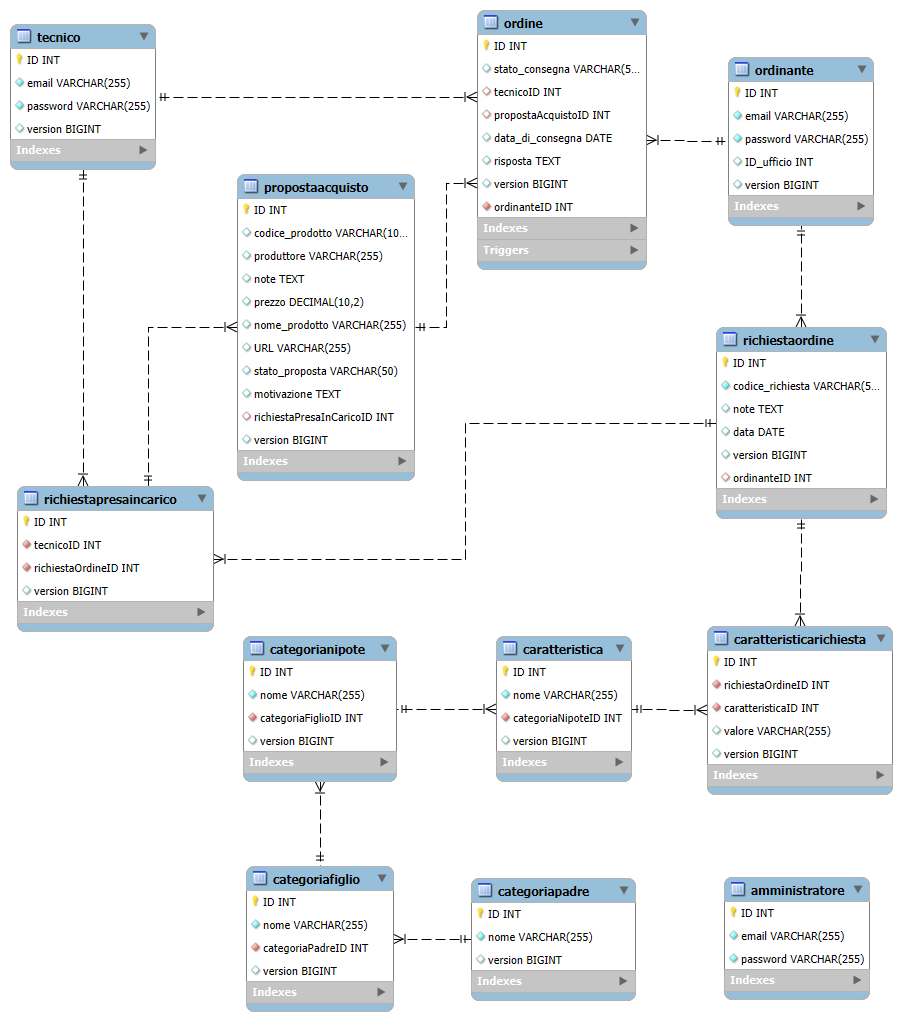 tecnico
ID INT
email VARCHAR(255)
password VARCHAR(255)
version BIGINT
Indexes
ordine
ID INT
stato_consegna VARCHAR(5...
tecnicoID INT
propostaAcquistoID INT
data_di_consegna DATE
risposta TEXT
version BIGINT
ordinanteID INT
Indexes
Triggers
ordinante
ID INT
email VARCHAR(255)
password VARCHAR(255)
ID_ufficio INT
version BIGINT
Indexes
propostaacquisto
ID INT
codice_prodotto VARCHAR(10...
produttore VARCHAR(255)
note TEXT
prezzo DECIMAL(10,2)
nome_prodotto VARCHAR(255)
URL VARCHAR(255)
stato_proposta VARCHAR(50)
motivazione TEXT
richiestaPresaInCaricoID INT
version BIGINT
Indexes
richiestaordine
ID INT
codice_richiesta VARCHAR(5...
note TEXT
data DATE
version BIGINT
ordinanteID INT
Indexes
richiestapresaincarico
ID INT
tecnicoID INT
richiestaOrdineID INT
version BIGINT
Indexes
categorianipote
ID INT
nome VARCHAR(255)
categoriaFiglioID INT
version BIGINT
Indexes
caratteristica
ID INT
nome VARCHAR(255)
categoriaNipoteID INT
version BIGINT
Indexes
caratteristicarichiesta
ID INT
richiestaOrdineID INT
caratteristicaID INT
valore VARCHAR(255)
version BIGINT
Indexes
categoriafiglio
ID INT
nome VARCHAR(255)
categoriaPadreID INT
version BIGINT
Indexes
categoriapadre
ID INT
nome VARCHAR(255)
version BIGINT
Indexes
amministratore
ID INT
email VARCHAR(255)
password VARCHAR(255)
Indexes